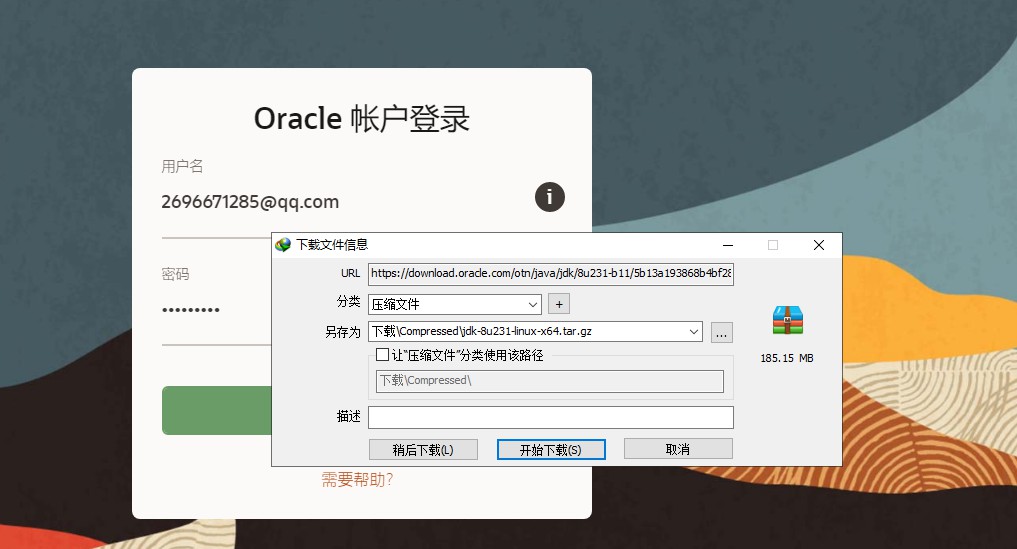 Oracle 帐户登录
用户名
2696671285@qq.com
i
密码
•••••••••
需要帮助?
下载文件信息
URL https://download.oracle.com/otn/java/jdk/8u231-b11/5b13a193868b4bf28
分类 压缩文件 +
另存为 下载\Compressed\jdk-8u231-linux-x64.tar.gz ...
185.15 MB
让"压缩文件"分类使用该路径
下载\Compressed\
描述
稍后下载(L) 开始下载(S) 取消